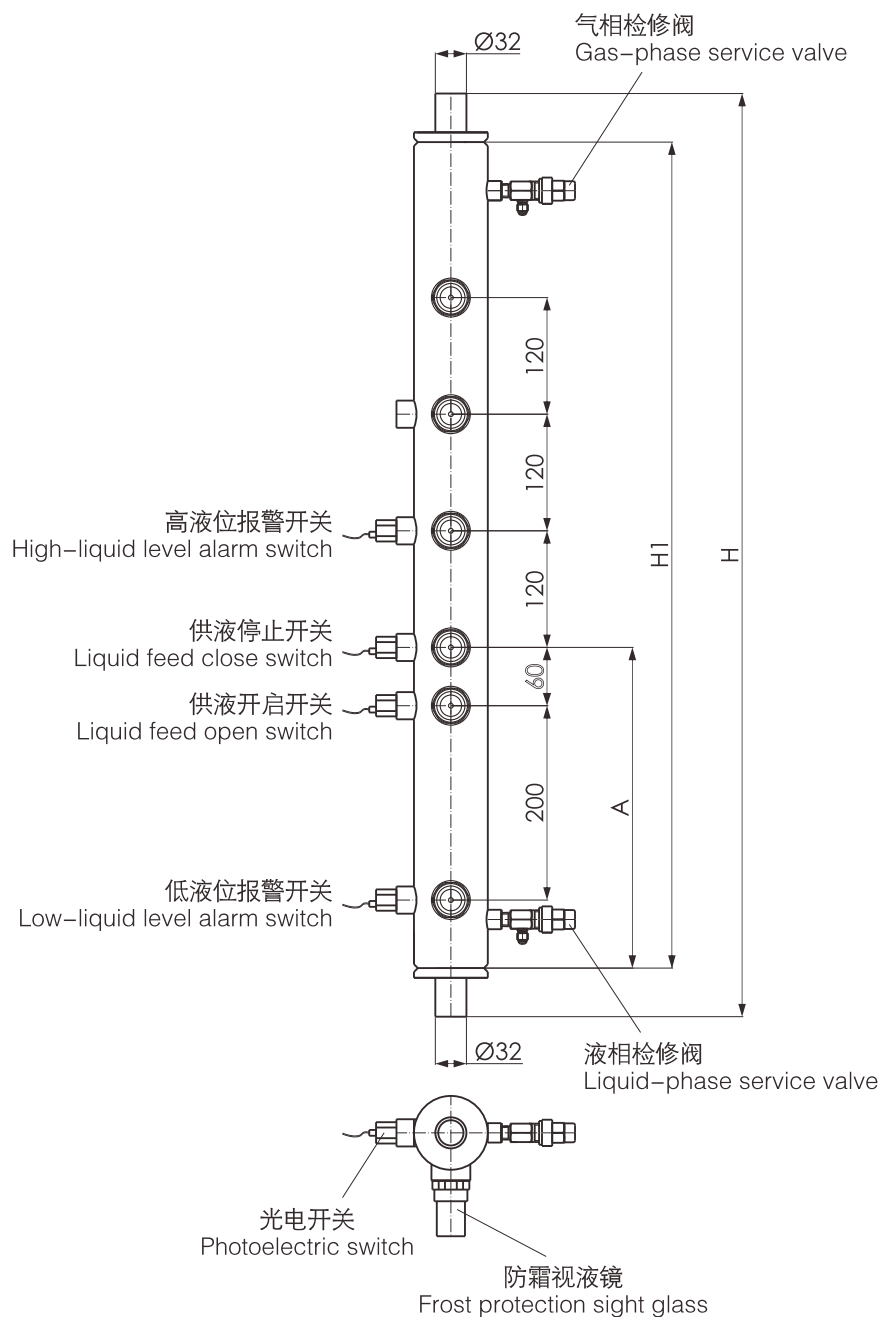 气相检修阀
Gas-phase service valve
Ø32
120
120
高液位报警开关
High-liquid level alarm switch
H1
H
120
供液停止开关
Liquid feed close switch
60
供液开启开关
Liquid feed open switch
200
A
低液位报警开关
Low-liquid level alarm switch
Ø32
液相检修阀
Liquid-phase service valve
光电开关
Photoelectric switch
防霜视液镜
Frost protection sight glass